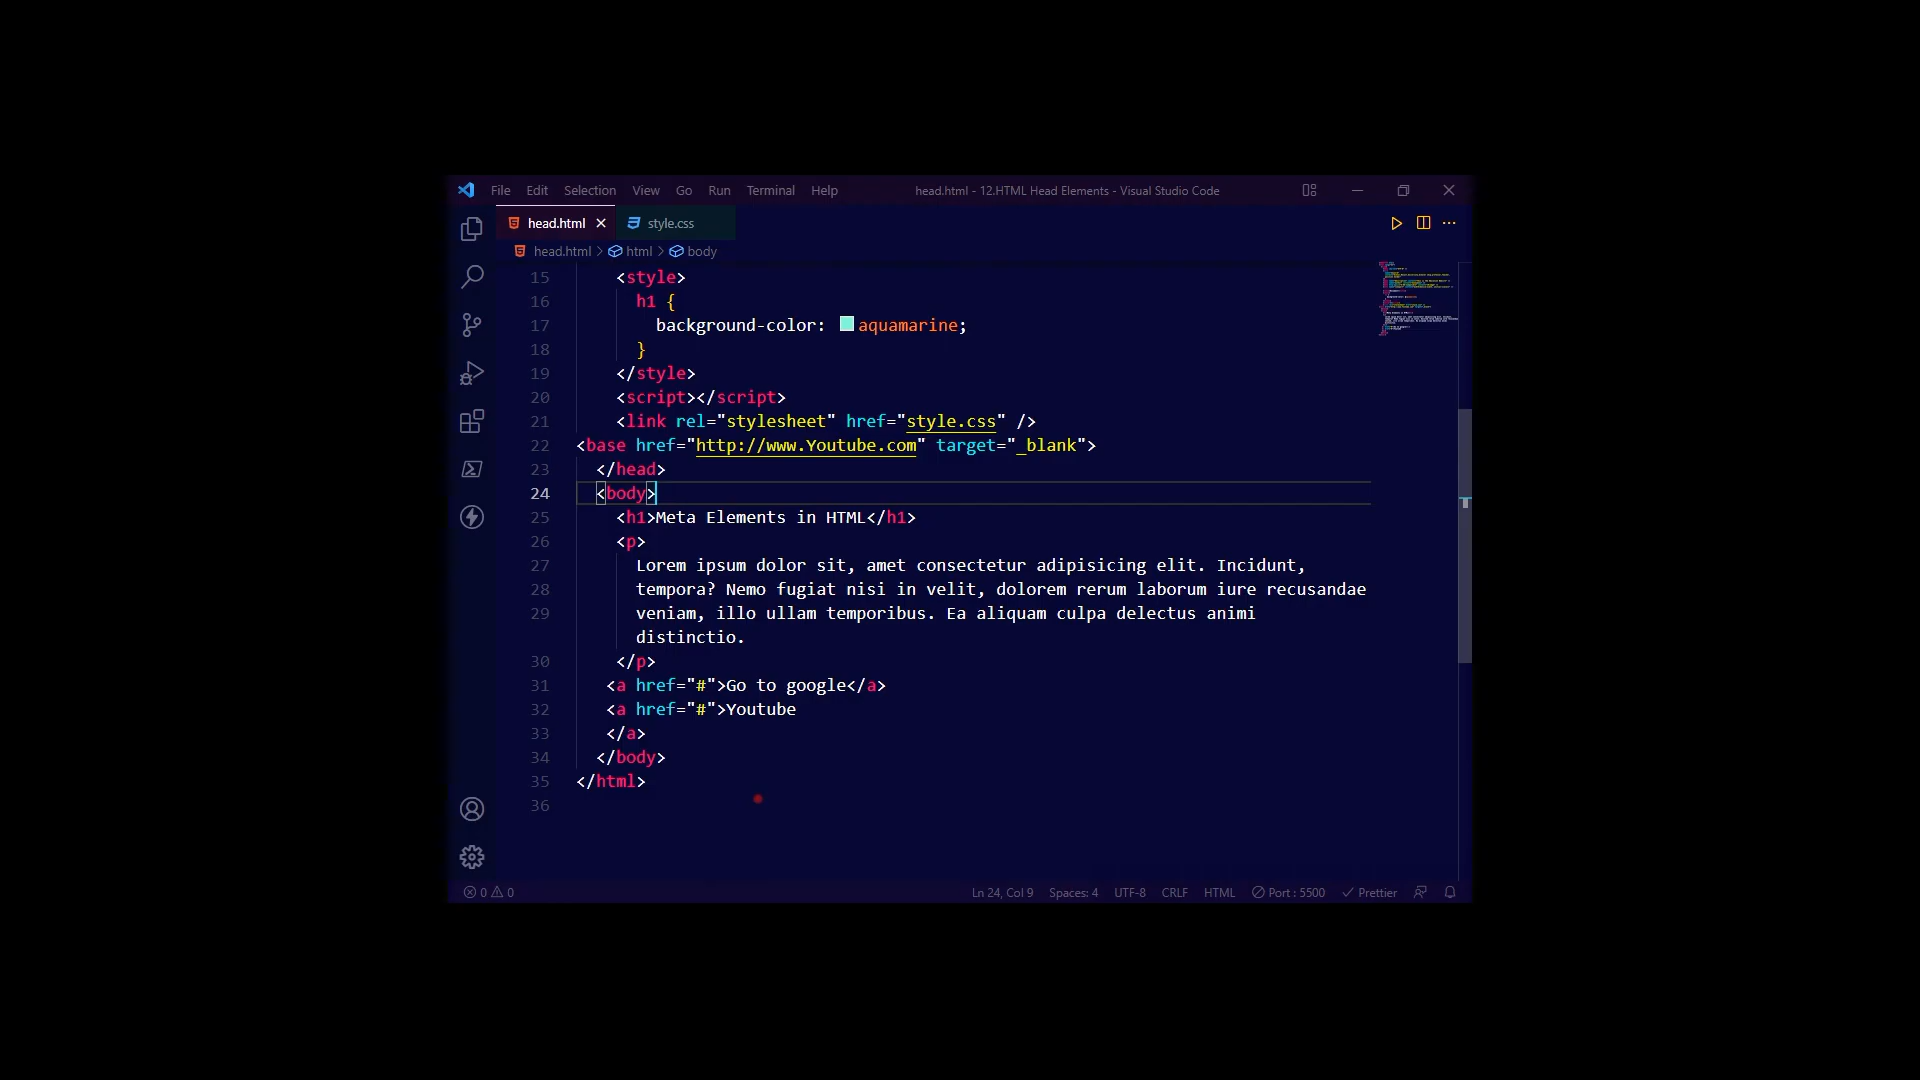 File Edit Selection View Go Run Terminal Help head.html - 12.HTML Head Elements - Visual Studio Code
head.html style.css
head.html > html > body
15 <style>
16 h1 {
17 background-color: aquamarine;
18 }
19 </style>
20 <script></script>
21 <link rel="stylesheet" href="style.css" />
22 <base href="http://www.Youtube.com" target="_blank">
23 </head>
24 <body>
25 <h1>Meta Elements in HTML</h1>
26 <p>
27 Lorem ipsum dolor sit, amet consectetur adipisicing elit. Incidunt,
28 tempora? Nemo fugiat nisi in velit, dolorem rerum laborum iure recusandae
29 veniam, illo ullam temporibus. Ea aliquam culpa delectus animi
distinctio.
30 </p>
31 <a href="#">Go to google</a>
32 <a href="#">Youtube
33 </a>
34 </body>
35 </html>
36
0 0 Ln 24, Col 9 Spaces: 4 UTF-8 CRLF HTML Port : 5500 Prettier